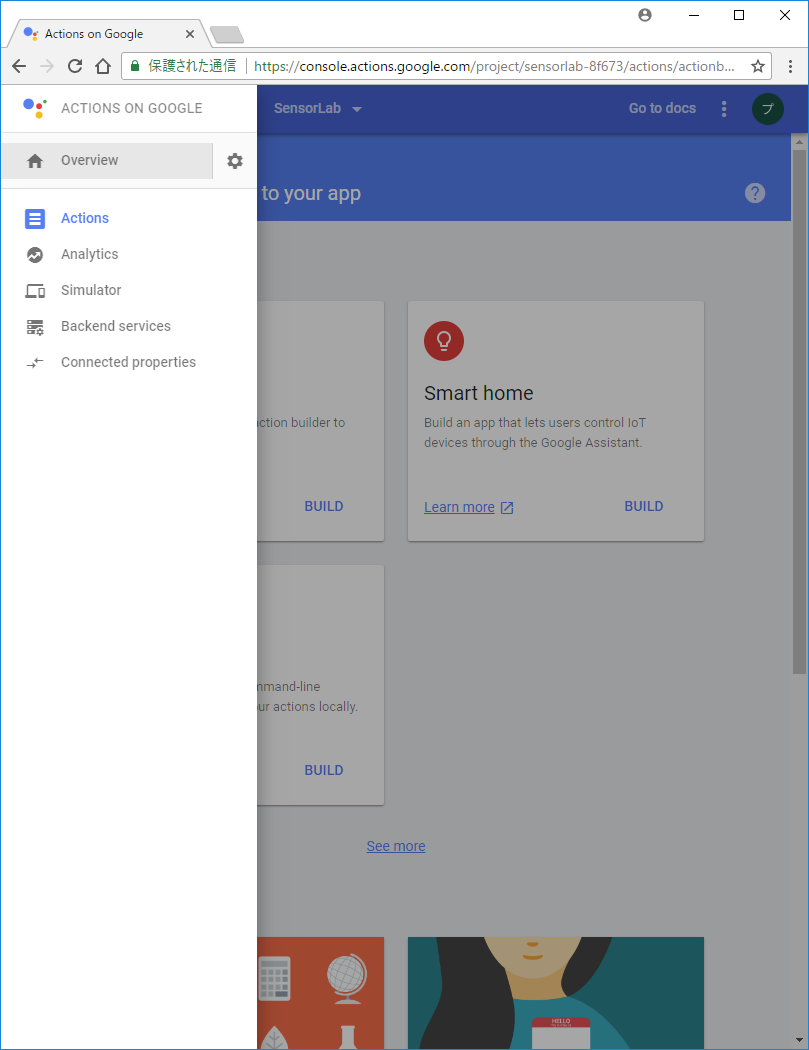 Actions on Google
保護された通信
https://console.actions.google.com/project/sensorlab-8f673/actions/actionb...
ACTIONS ON GOOGLE
SensorLab
Go to docs
プ
Overview
to your app
?
Actions
Analytics
Simulator
Backend services
Connected properties
Smart home
action builder to
Build an app that lets users control IoT
devices through the Google Assistant.
BUILD
Learn more
BUILD
mmand-line
our actions locally.
BUILD
See more
HELLO